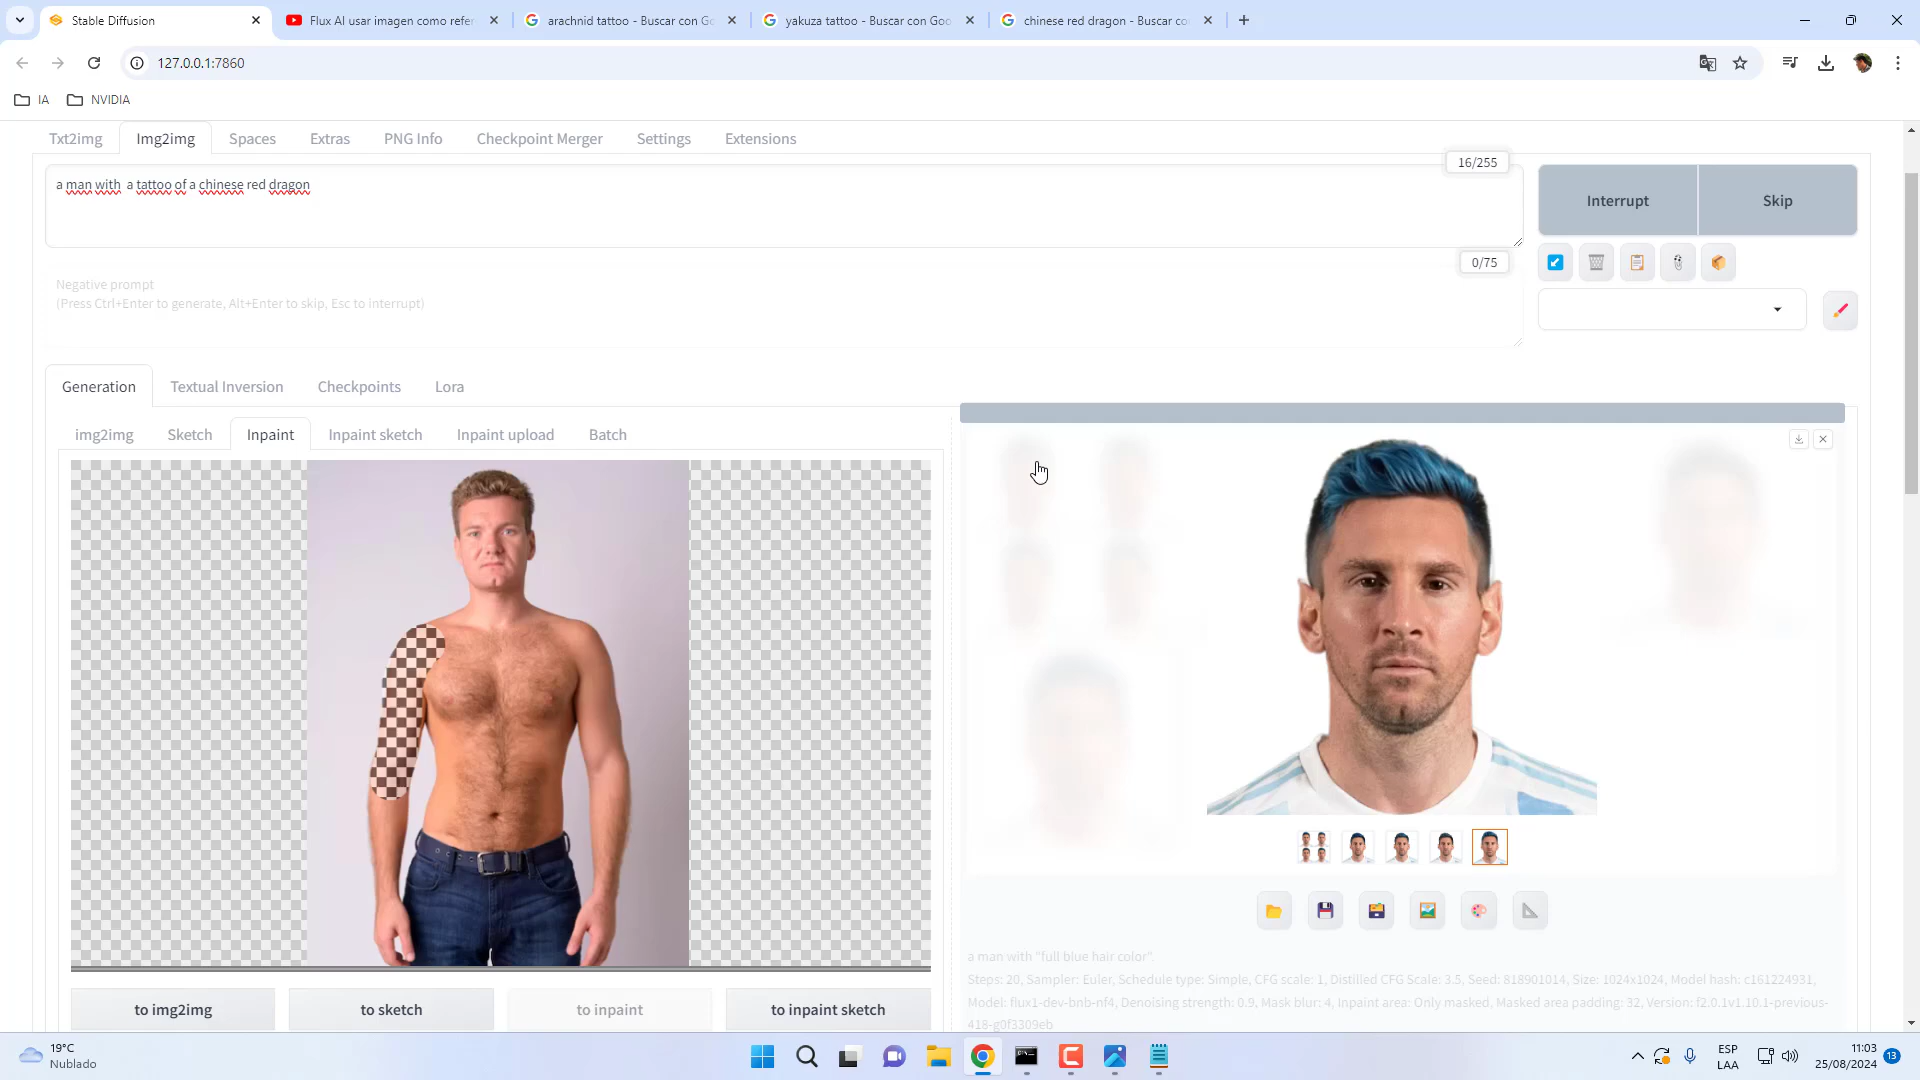 Stable Diffusion
Flux AI usar imagen como refer
arachnid tattoo - Buscar con Go
yakuza tattoo - Buscar con Goo
chinese red dragon - Buscar co
127.0.0.1:7860
IA
NVIDIA
Txt2img
Img2img
Spaces
Extras
PNG Info
Checkpoint Merger
Settings
Extensions
16/255
a man with  a tattoo of a chinese red dragon
Interrupt
Skip
0/75
Negative prompt
(Press Ctrl+Enter to generate, Alt+Enter to skip, Esc to interrupt)
Generation
Textual Inversion
Checkpoints
Lora
img2img
Sketch
Inpaint
Inpaint sketch
Inpaint upload
Batch
to img2img
to sketch
to inpaint
to inpaint sketch
a man with "full blue hair color".
Steps: 20, Sampler: Euler, Schedule type: Simple, CFG scale: 1, Distilled CFG Scale: 3.5, Seed: 818901014, Size: 1024x1024, Model hash: c161224931,
Model: flux1-dev-bnb-nf4, Denoising strength: 0.9, Mask blur: 4, Inpaint area: Only masked, Masked area padding: 32, Version: f2.0.1v1.10.1-previous-
418-g0f3309eb
19°C
Nublado
ESP
LAA
11:03
25/08/2024
13